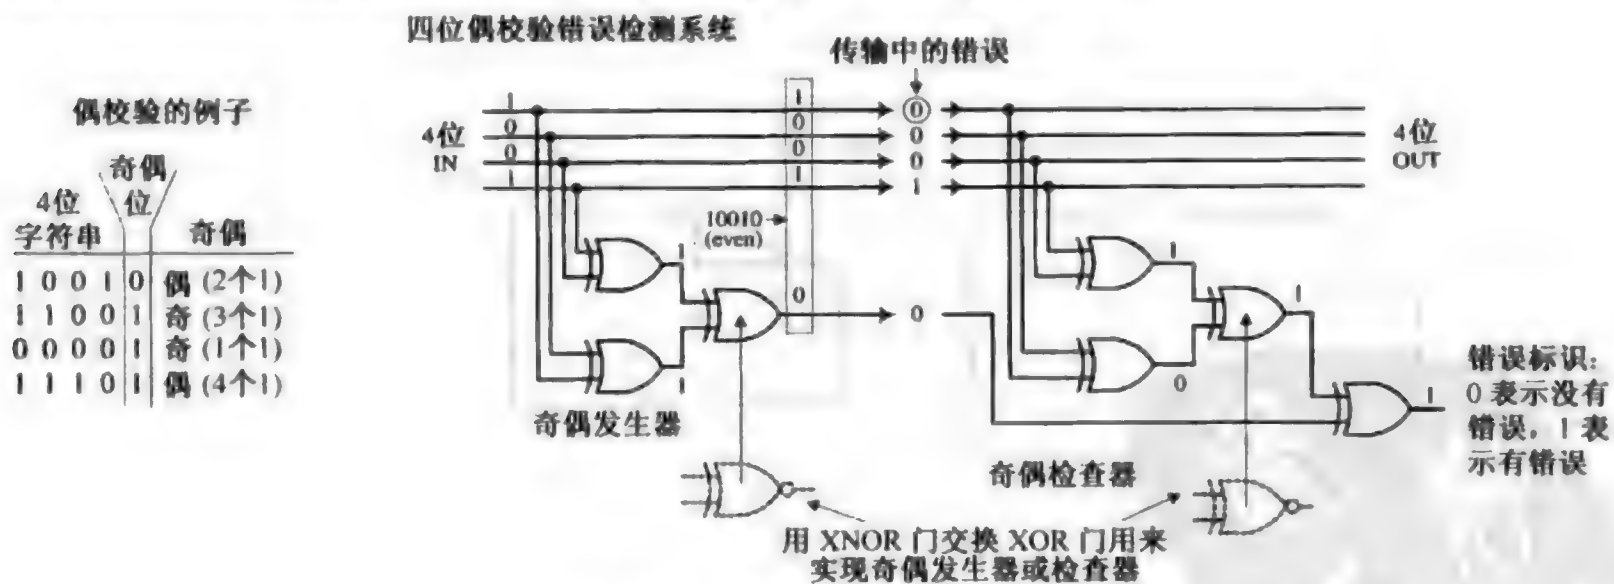 四位偶校验错误检测系统
传输中的错误
偶校验的例子
奇偶
4位 位
字符串 奇偶
1 0 0 1 0 偶 (2个1)
1 1 0 0 1 奇 (3个1)
0 0 0 0 1 奇 (1个1)
1 1 1 0 1 偶 (4个1)
4位
IN
1
0
0
1
1
0
0
1
0
0
0
1
4位
OUT
10010
(even)
1
1
0
0
1
0
1
1
奇偶发生器
奇偶检查器
错误标识:
0 表示没有
错误，1 表
示有错误
用 XNOR 门交换 XOR 门用来
实现奇偶发生器或检查器